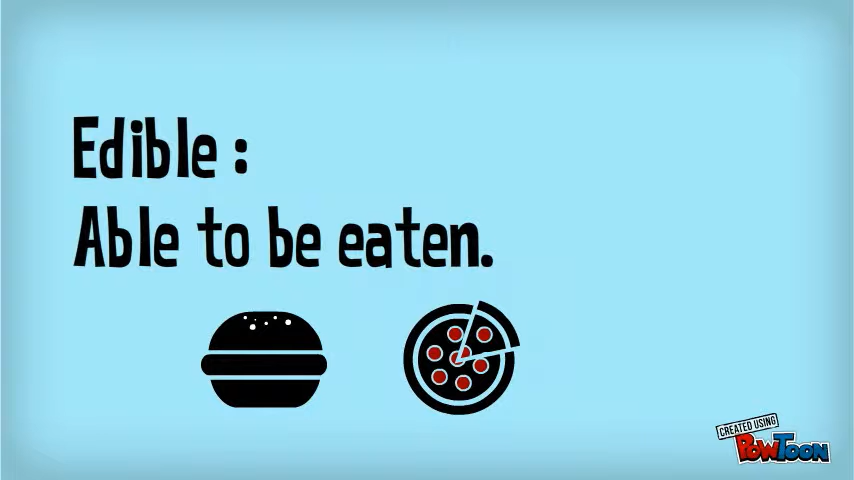 Edible :
Able to be eaten.
CREATED USING
POWTOON